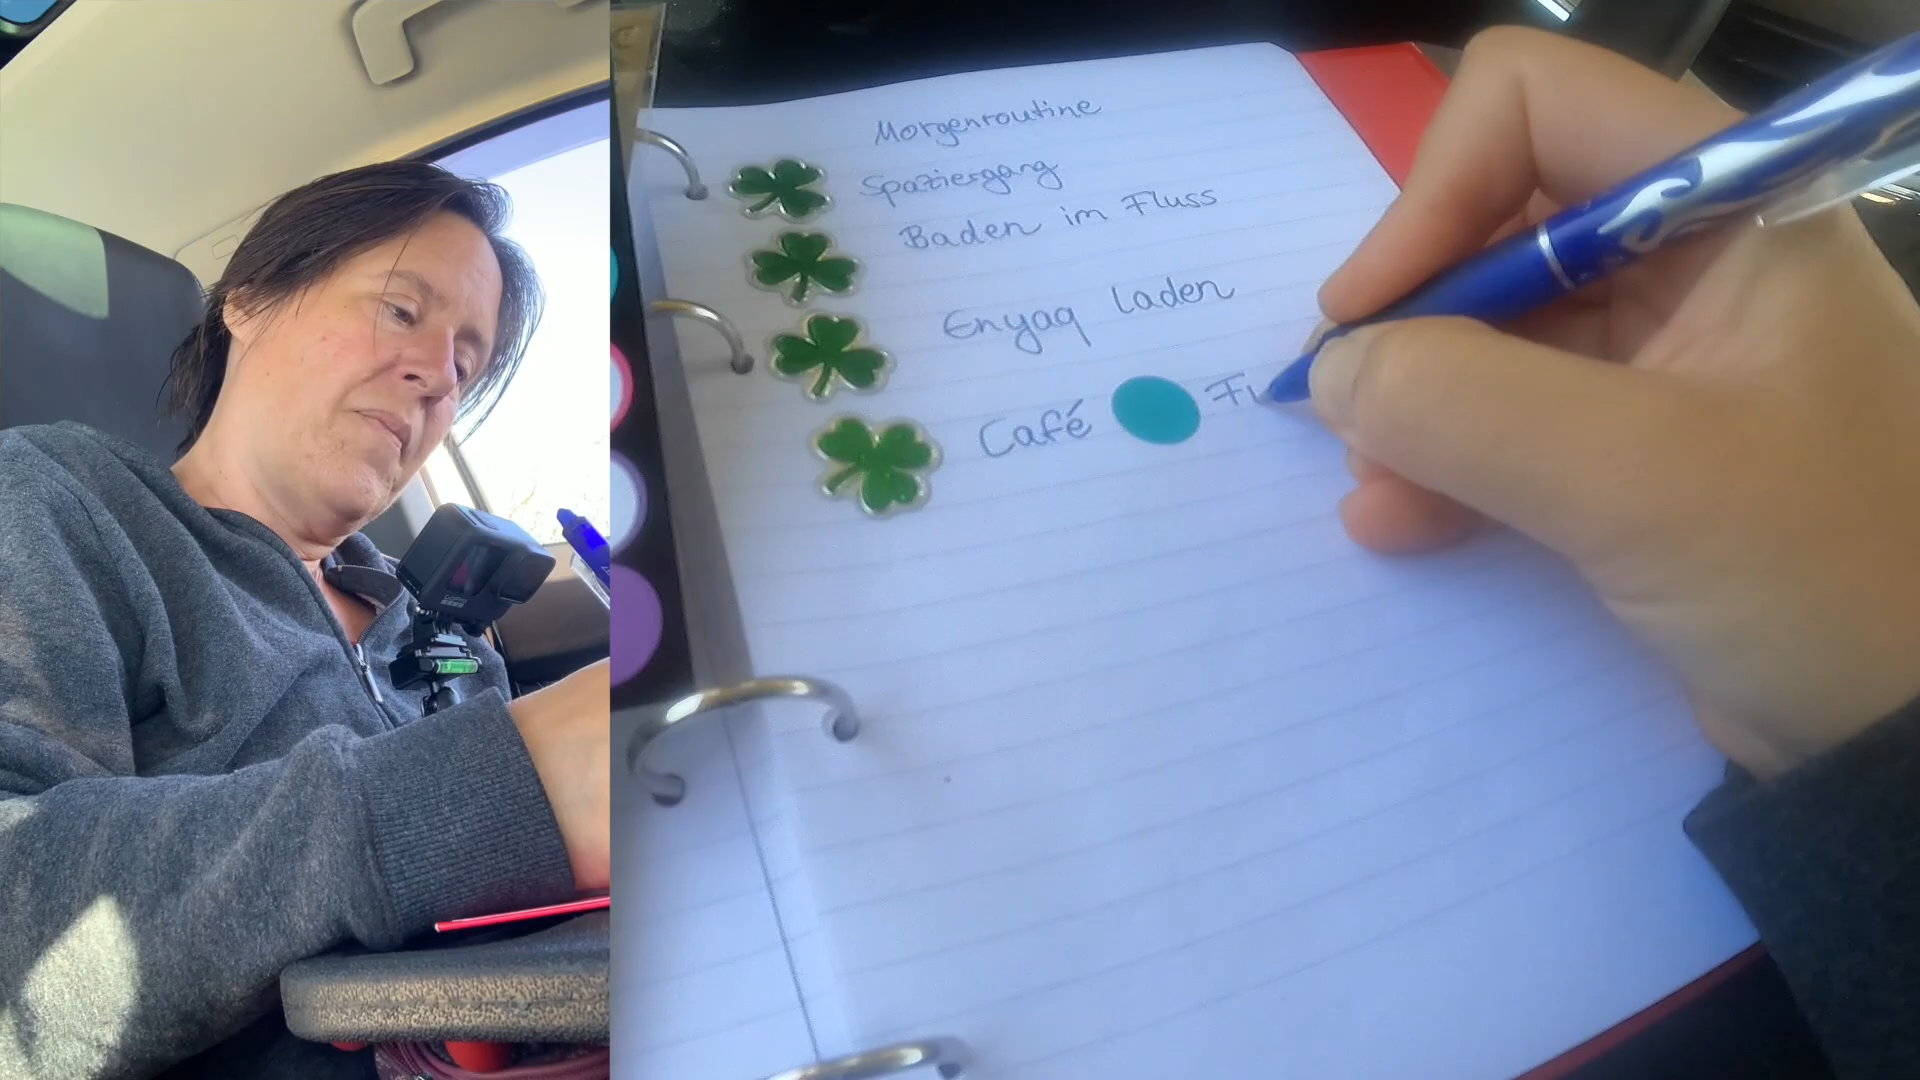 Morgenroutine
Spaziergang
Baden im Fluss
Enyaq laden
Café